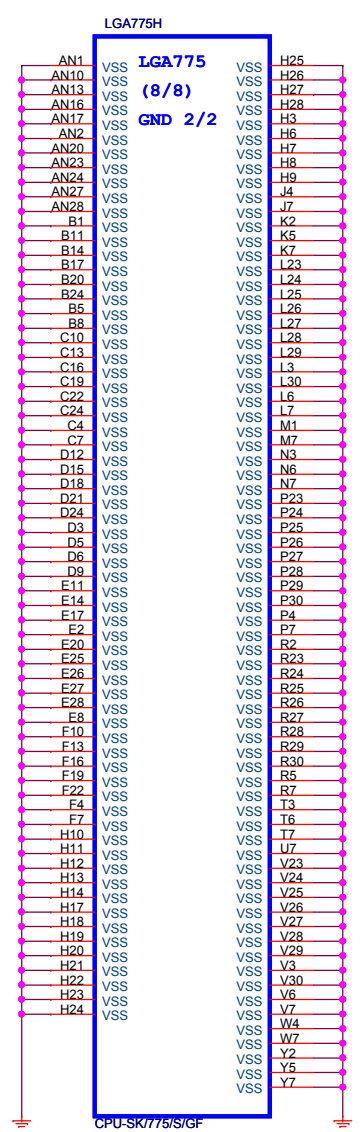 LGA775H
AN1 VSS LGA775 VSS H25
AN10 VSS VSS H26
AN13 VSS (8/8) VSS H27
AN16 VSS VSS H28
AN17 VSS GND 2/2 VSS H3
AN2 VSS VSS H6
AN20 VSS VSS H7
AN23 VSS VSS H8
AN24 VSS VSS H9
AN27 VSS VSS J4
AN28 VSS VSS J7
B1 VSS VSS K2
B11 VSS VSS K5
B14 VSS VSS K7
B17 VSS VSS L23
B20 VSS VSS L24
B24 VSS VSS L25
B5 VSS VSS L26
B8 VSS VSS L27
C10 VSS VSS L28
C13 VSS VSS L29
C16 VSS VSS L3
C19 VSS VSS L30
C22 VSS VSS L6
C24 VSS VSS L7
C4 VSS VSS M1
C7 VSS VSS M7
D12 VSS VSS N3
D15 VSS VSS N6
D18 VSS VSS N7
D21 VSS VSS P23
D24 VSS VSS P24
D3 VSS VSS P25
D5 VSS VSS P26
D6 VSS VSS P27
D9 VSS VSS P28
E11 VSS VSS P29
E14 VSS VSS P30
E17 VSS VSS P4
E2 VSS VSS P7
E20 VSS VSS R2
E25 VSS VSS R23
E26 VSS VSS R24
E27 VSS VSS R25
E28 VSS VSS R26
E8 VSS VSS R27
F10 VSS VSS R28
F13 VSS VSS R29
F16 VSS VSS R30
F19 VSS VSS R5
F22 VSS VSS R7
F4 VSS VSS T3
F7 VSS VSS T6
H10 VSS VSS T7
H11 VSS VSS U7
H12 VSS VSS V23
H13 VSS VSS V24
H14 VSS VSS V25
H17 VSS VSS V26
H18 VSS VSS V27
H19 VSS VSS V28
H20 VSS VSS V29
H21 VSS VSS V3
H22 VSS VSS V30
H23 VSS VSS V6
H24 VSS VSS V7
VSS W4
VSS W7
VSS Y2
VSS Y5
VSS Y7
CPU-SK/775/S/GF